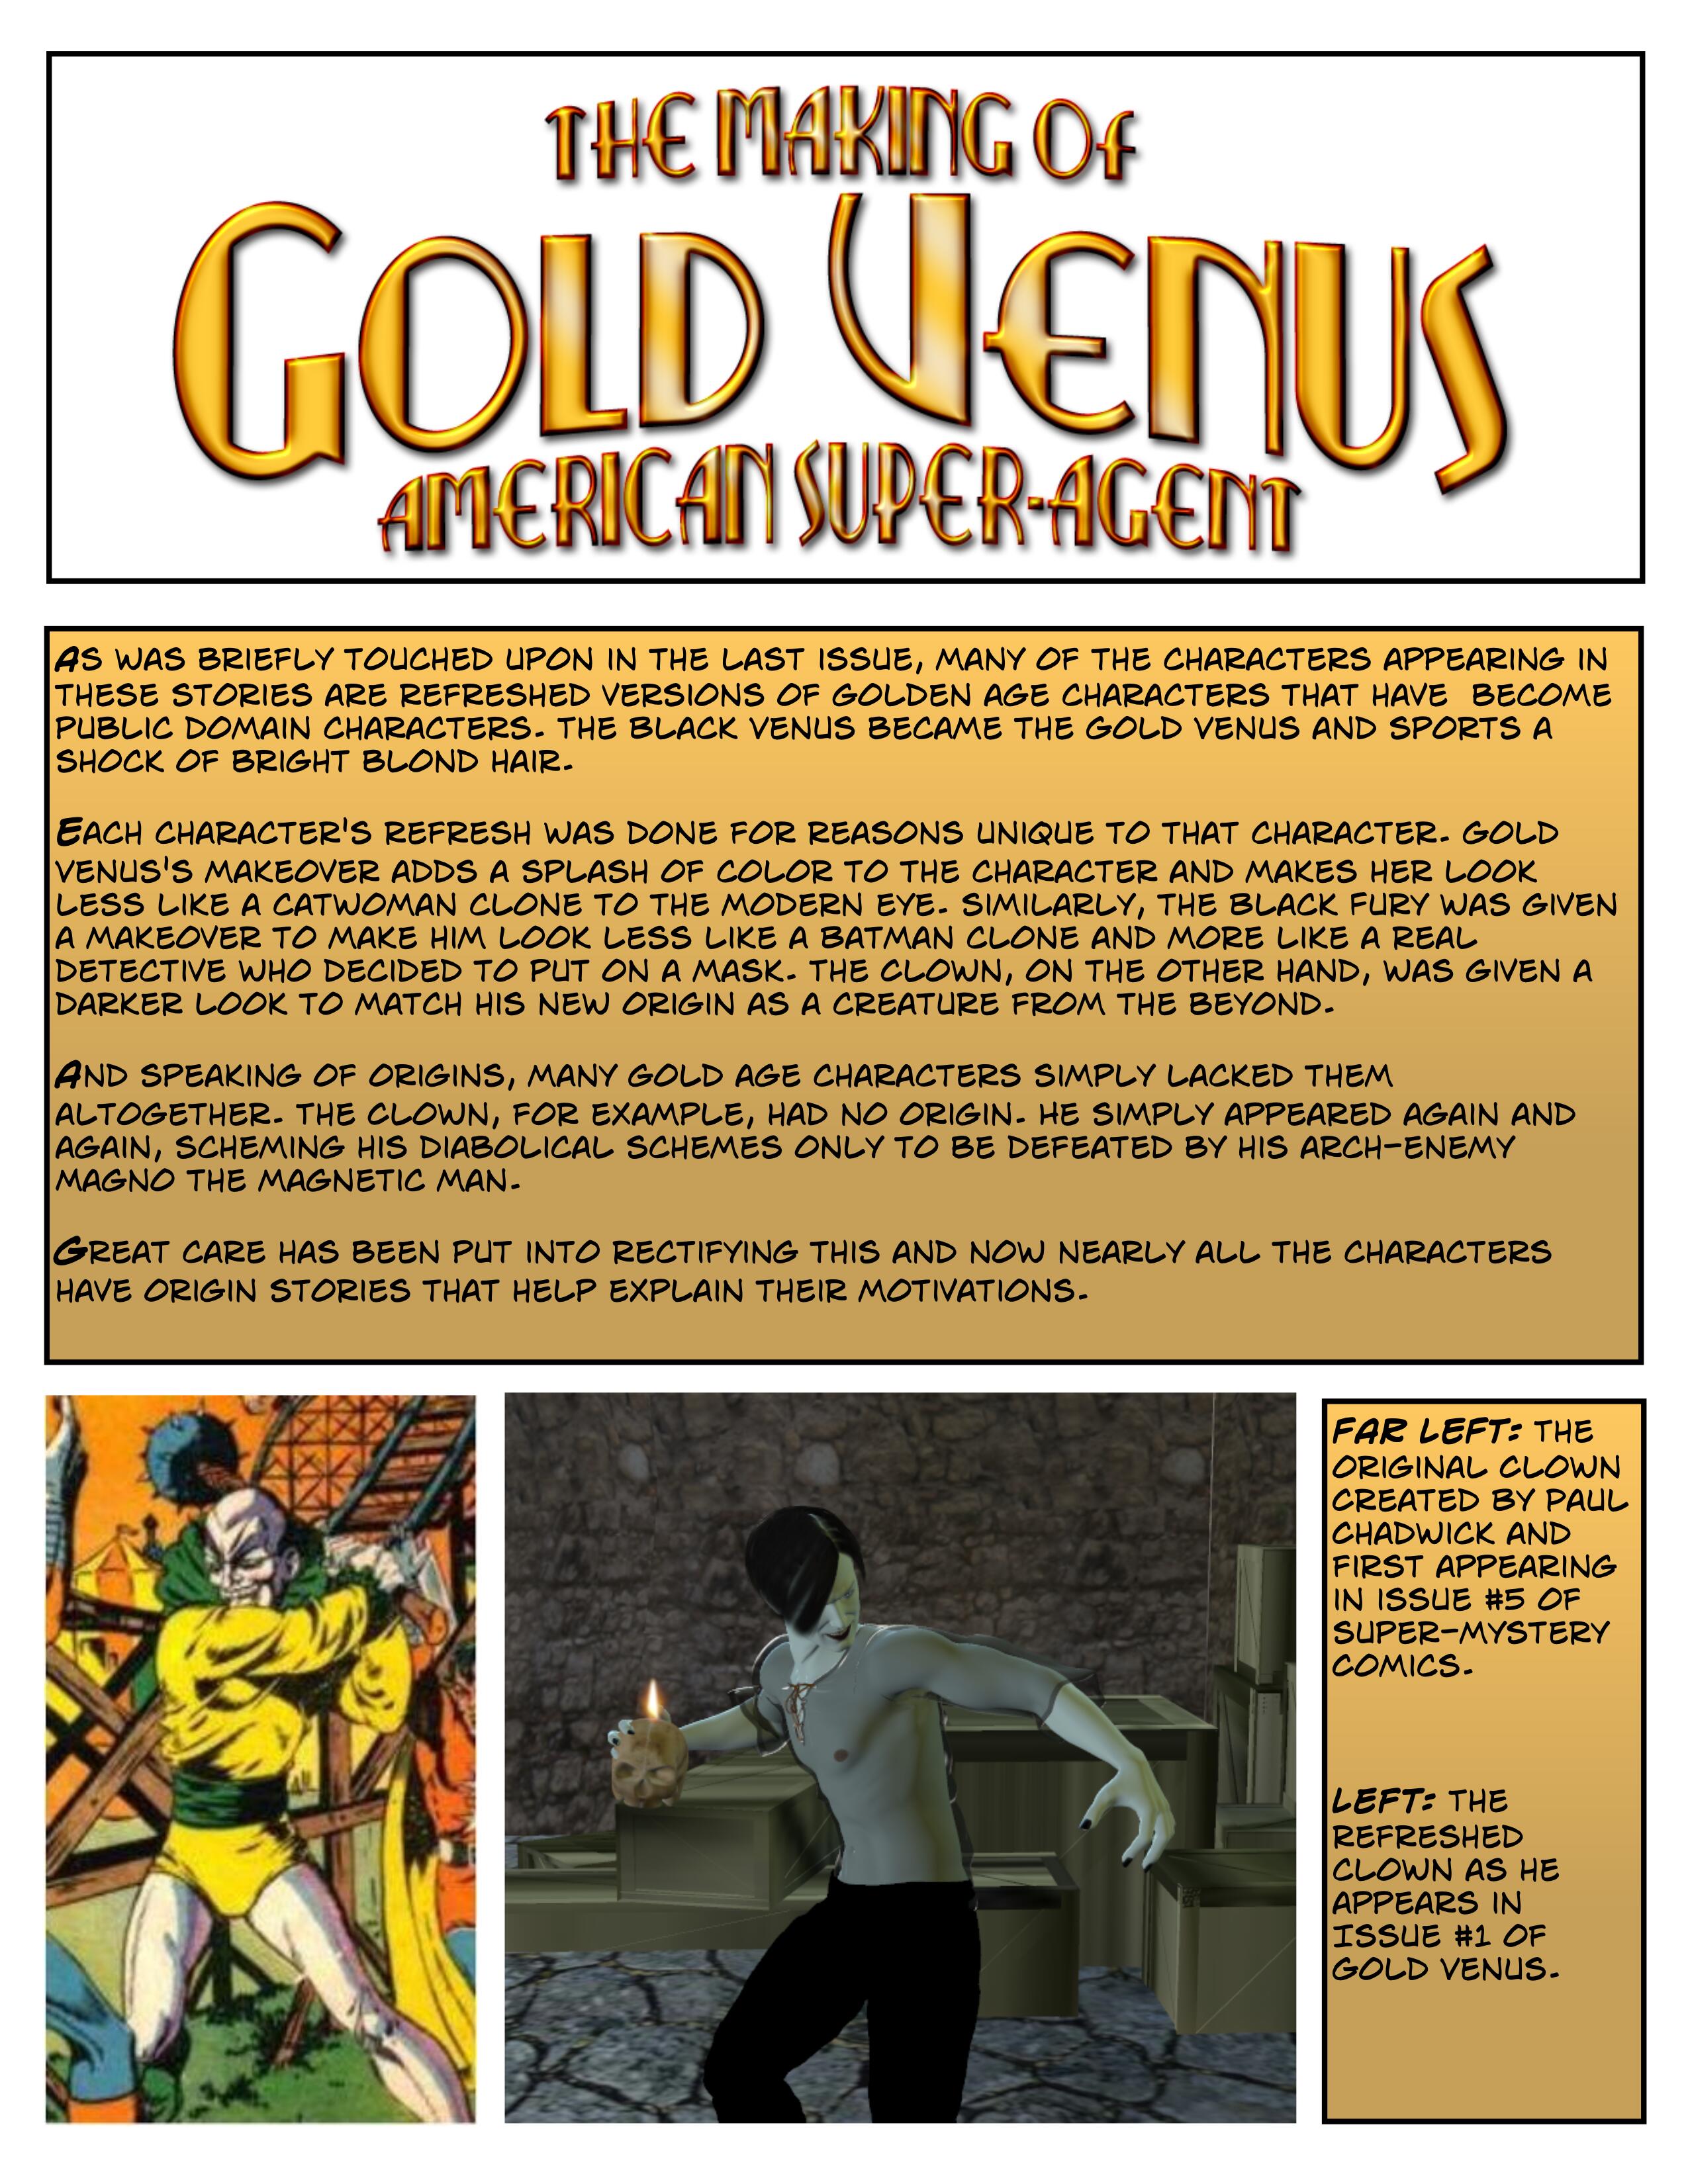 THE MAKING OF
GOLD VENUS
AMERICAN SUPER-AGENT
AS WAS BRIEFLY TOUCHED UPON IN THE LAST ISSUE, MANY OF THE CHARACTERS APPEARING IN
THESE STORIES ARE REFRESHED VERSIONS OF GOLDEN AGE CHARACTERS THAT HAVE BECOME
PUBLIC DOMAIN CHARACTERS. THE BLACK VENUS BECAME THE GOLD VENUS AND SPORTS A
SHOCK OF BRIGHT BLOND HAIR.
EACH CHARACTER'S REFRESH WAS DONE FOR REASONS UNIQUE TO THAT CHARACTER. GOLD
VENUS'S MAKEOVER ADDS A SPLASH OF COLOR TO THE CHARACTER AND MAKES HER LOOK
LESS LIKE A CATWOMAN CLONE TO THE MODERN EYE. SIMILARLY, THE BLACK FURY WAS GIVEN
A MAKEOVER TO MAKE HIM LOOK LESS LIKE A BATMAN CLONE AND MORE LIKE A REAL
DETECTIVE WHO DECIDED TO PUT ON A MASK. THE CLOWN, ON THE OTHER HAND, WAS GIVEN A
DARKER LOOK TO MATCH HIS NEW ORIGIN AS A CREATURE FROM THE BEYOND.
AND SPEAKING OF ORIGINS, MANY GOLD AGE CHARACTERS SIMPLY LACKED THEM
ALTOGETHER. THE CLOWN, FOR EXAMPLE, HAD NO ORIGIN. HE SIMPLY APPEARED AGAIN AND
AGAIN, SCHEMING HIS DIABOLICAL SCHEMES ONLY TO BE DEFEATED BY HIS ARCH-ENEMY
MAGNO THE MAGNETIC MAN.
GREAT CARE HAS BEEN PUT INTO RECTIFYING THIS AND NOW NEARLY ALL THE CHARACTERS
HAVE ORIGIN STORIES THAT HELP EXPLAIN THEIR MOTIVATIONS.
FAR LEFT: THE
ORIGINAL CLOWN
CREATED BY PAUL
CHADWICK AND
FIRST APPEARING
IN ISSUE #5 OF
SUPER-MYSTERY
COMICS.
LEFT: THE
REFRESHED
CLOWN AS HE
APPEARS IN
ISSUE #1 OF
GOLD VENUS.